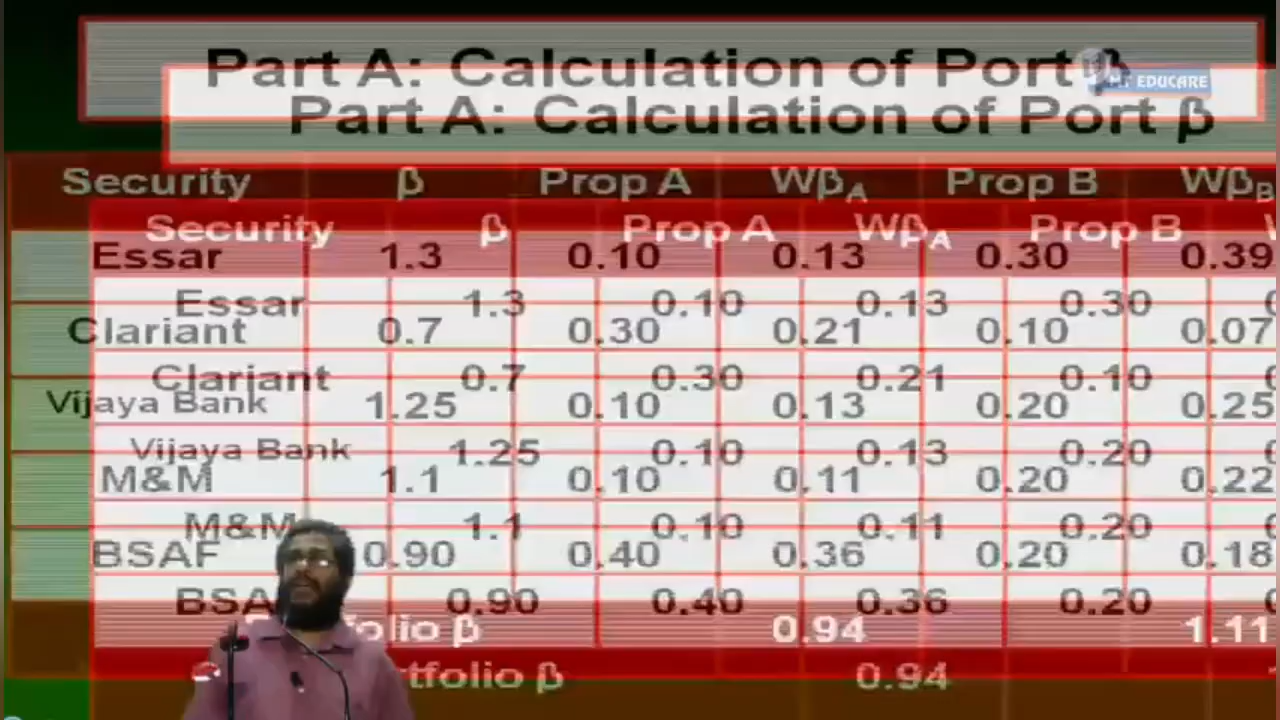 Part A: Calculation of Port β
MT EDUCARE
Part A: Calculation of Port β
Security β Prop A WβA Prop B WβB
Security β Prop A WβA Prop B
Essar 1.3 0.10 0.13 0.30 0.39
Essar 1.3 0.10 0.13 0.30
Clariant 0.7 0.30 0.21 0.10 0.07
Clariant 0.7 0.30 0.21 0.10
Vijaya Bank 1.25 0.10 0.13 0.20 0.25
Vijaya Bank 1.25 0.10 0.13 0.20
M&M 1.1 0.10 0.11 0.20 0.22
M&M 1.1 0.10 0.11 0.20
BSAF 0.90 0.40 0.36 0.20 0.18
BSA 0.90 0.40 0.36 0.20
folio β 0.94 1.11
tfolio β 0.94